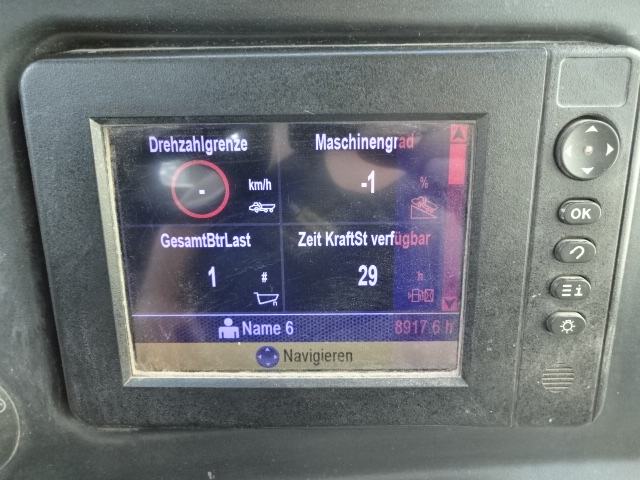 Drehzahlgrenze
-
km/h
Maschinengrad
-1
%
GesamtBtrLast
1
#
Zeit KraftSt verfügbar
29
h
Name 6
8917.6 h
Navigieren
OK
i